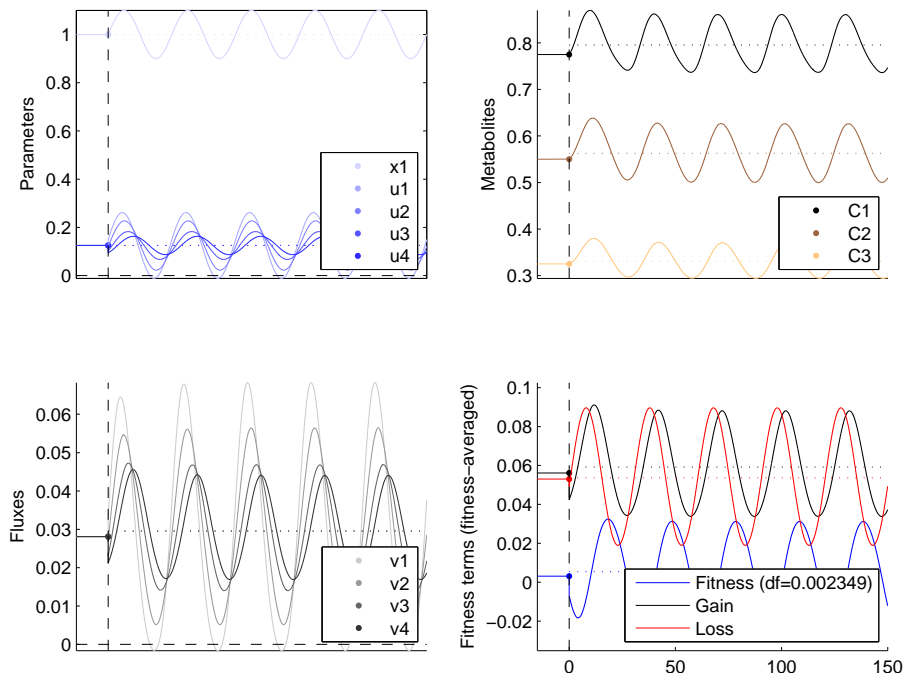 1
0.8
0.6
0.4
0.2
0
Parameters
x1
u1
u2
u3
u4
0.8
0.7
0.6
0.5
0.4
0.3
Metabolites
C1
C2
C3
0.06
0.05
0.04
0.03
0.02
0.01
0
Fluxes
v1
v2
v3
v4
0.1
0.08
0.06
0.04
0.02
0
−0.02
Fitness terms (fitness−averaged)
Fitness (df=0.002349)
Gain
Loss
0 50 100 150